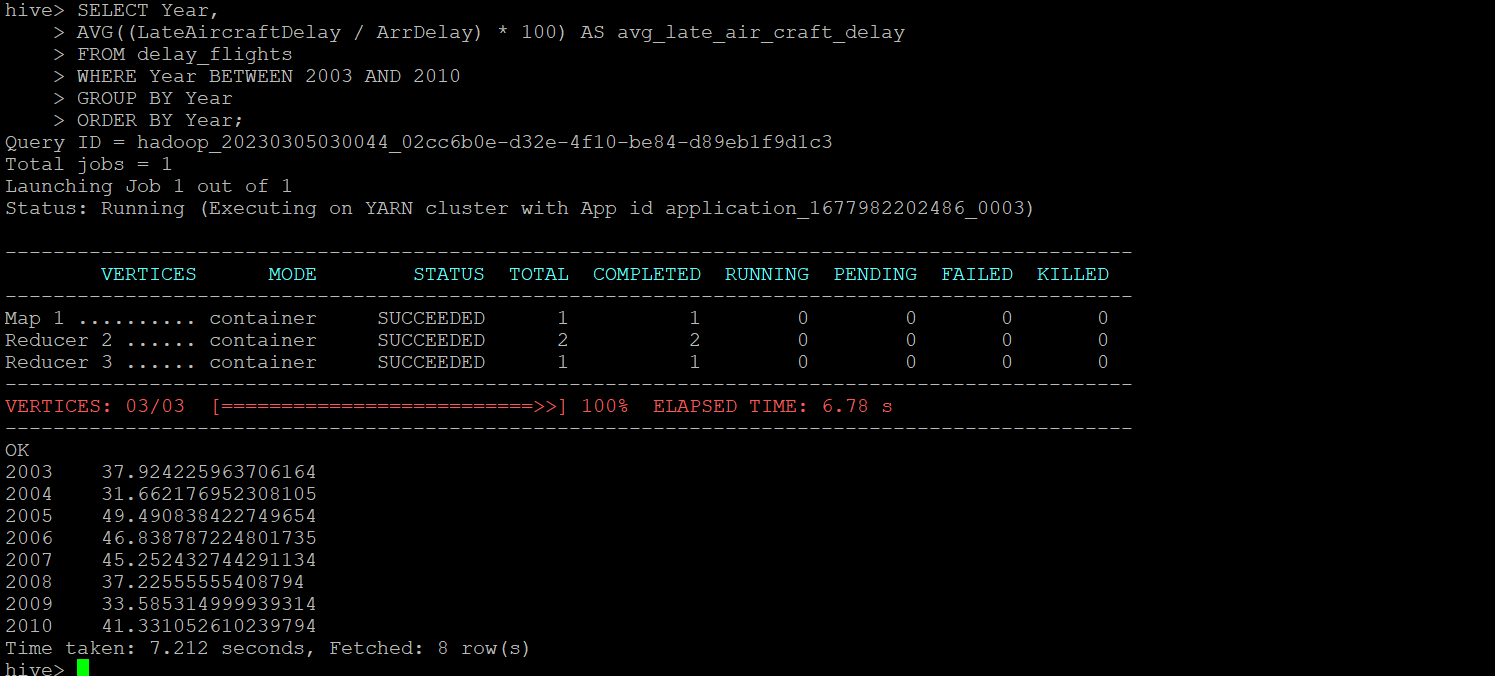 hive> SELECT Year,
    > AVG((LateAircraftDelay / ArrDelay) * 100) AS avg_late_air_craft_delay
    > FROM delay_flights
    > WHERE Year BETWEEN 2003 AND 2010
    > GROUP BY Year
    > ORDER BY Year;
Query ID = hadoop_20230305030044_02cc6b0e-d32e-4f10-be84-d89eb1f9d1c3
Total jobs = 1
Launching Job 1 out of 1
Status: Running (Executing on YARN cluster with App id application_1677982202486_0003)
----------------------------------------------------------------------------------------------
        VERTICES      MODE        STATUS  TOTAL  COMPLETED  RUNNING  PENDING  FAILED  KILLED
----------------------------------------------------------------------------------------------
Map 1 .......... container     SUCCEEDED      1          1        0        0       0       0
Reducer 2 ...... container     SUCCEEDED      2          2        0        0       0       0
Reducer 3 ...... container     SUCCEEDED      1          1        0        0       0       0
----------------------------------------------------------------------------------------------
VERTICES: 03/03  [==========================>>] 100%  ELAPSED TIME: 6.78 s
----------------------------------------------------------------------------------------------
OK
2003    37.924225963706164
2004    31.662176952308105
2005    49.490838422749654
2006    46.838787224801735
2007    45.252432744291134
2008    37.22555555408794
2009    33.585314999939314
2010    41.331052610239794
Time taken: 7.212 seconds, Fetched: 8 row(s)
hive>